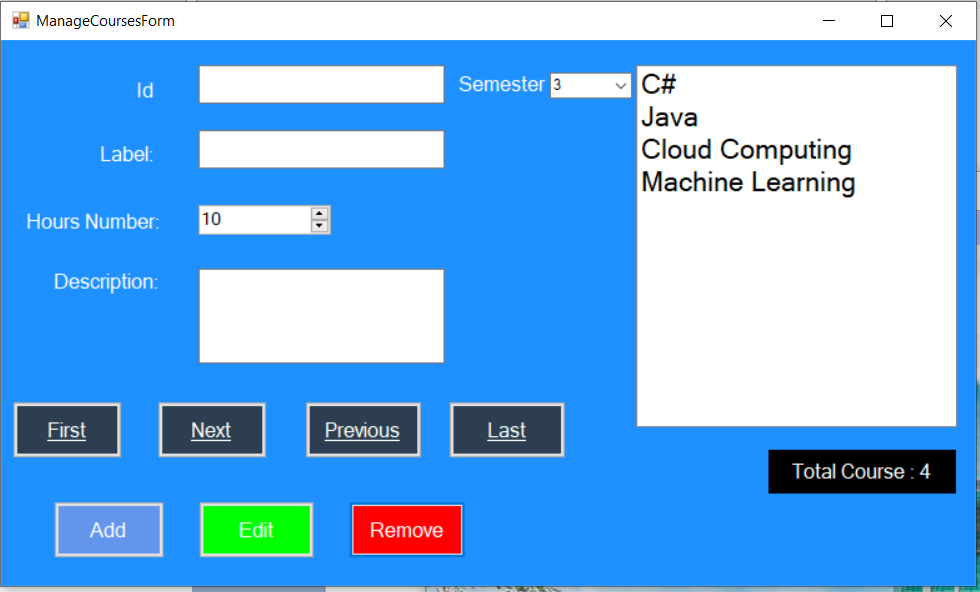 ManageCoursesForm
Id
Semester 3
Label:
Hours Number: 10
Description:
C#
Java
Cloud Computing
Machine Learning
First Next Previous Last
Total Course : 4
Add Edit Remove